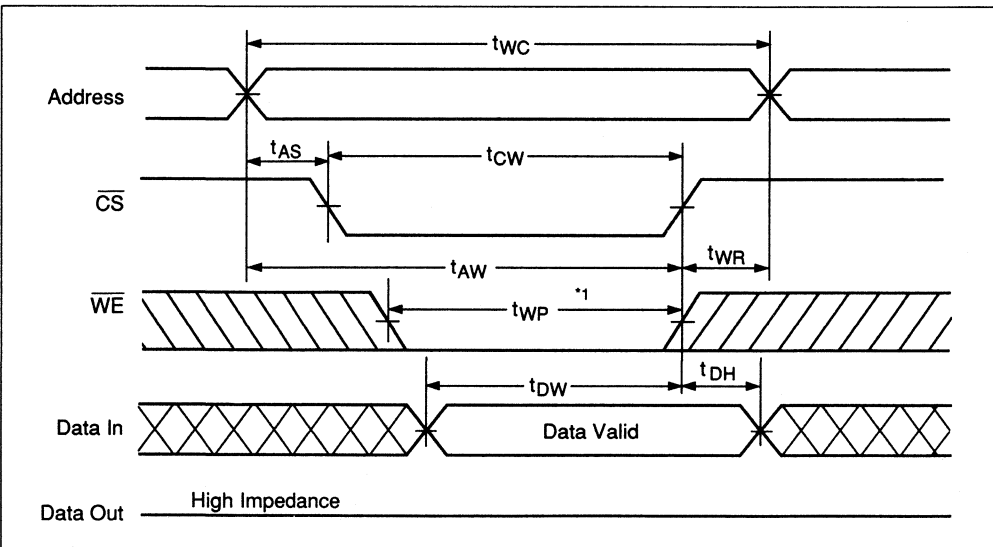 tWC
Address
tAS
tCW
CS
tAW
tWR
WE
tWP *1
tDW
tDH
Data In
Data Valid
High Impedance
Data Out